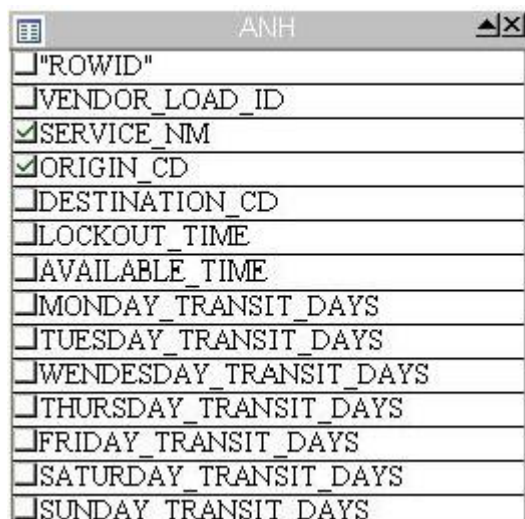 ANH
"ROWID"
VENDOR_LOAD_ID
SERVICE_NM
ORIGIN_CD
DESTINATION_CD
LOCKOUT_TIME
AVAILABLE_TIME
MONDAY_TRANSIT_DAYS
TUESDAY_TRANSIT_DAYS
WENDESDAY_TRANSIT_DAYS
THURSDAY_TRANSIT_DAYS
FRIDAY_TRANSIT_DAYS
SATURDAY_TRANSIT_DAYS
SUNDAY_TRANSIT_DAYS